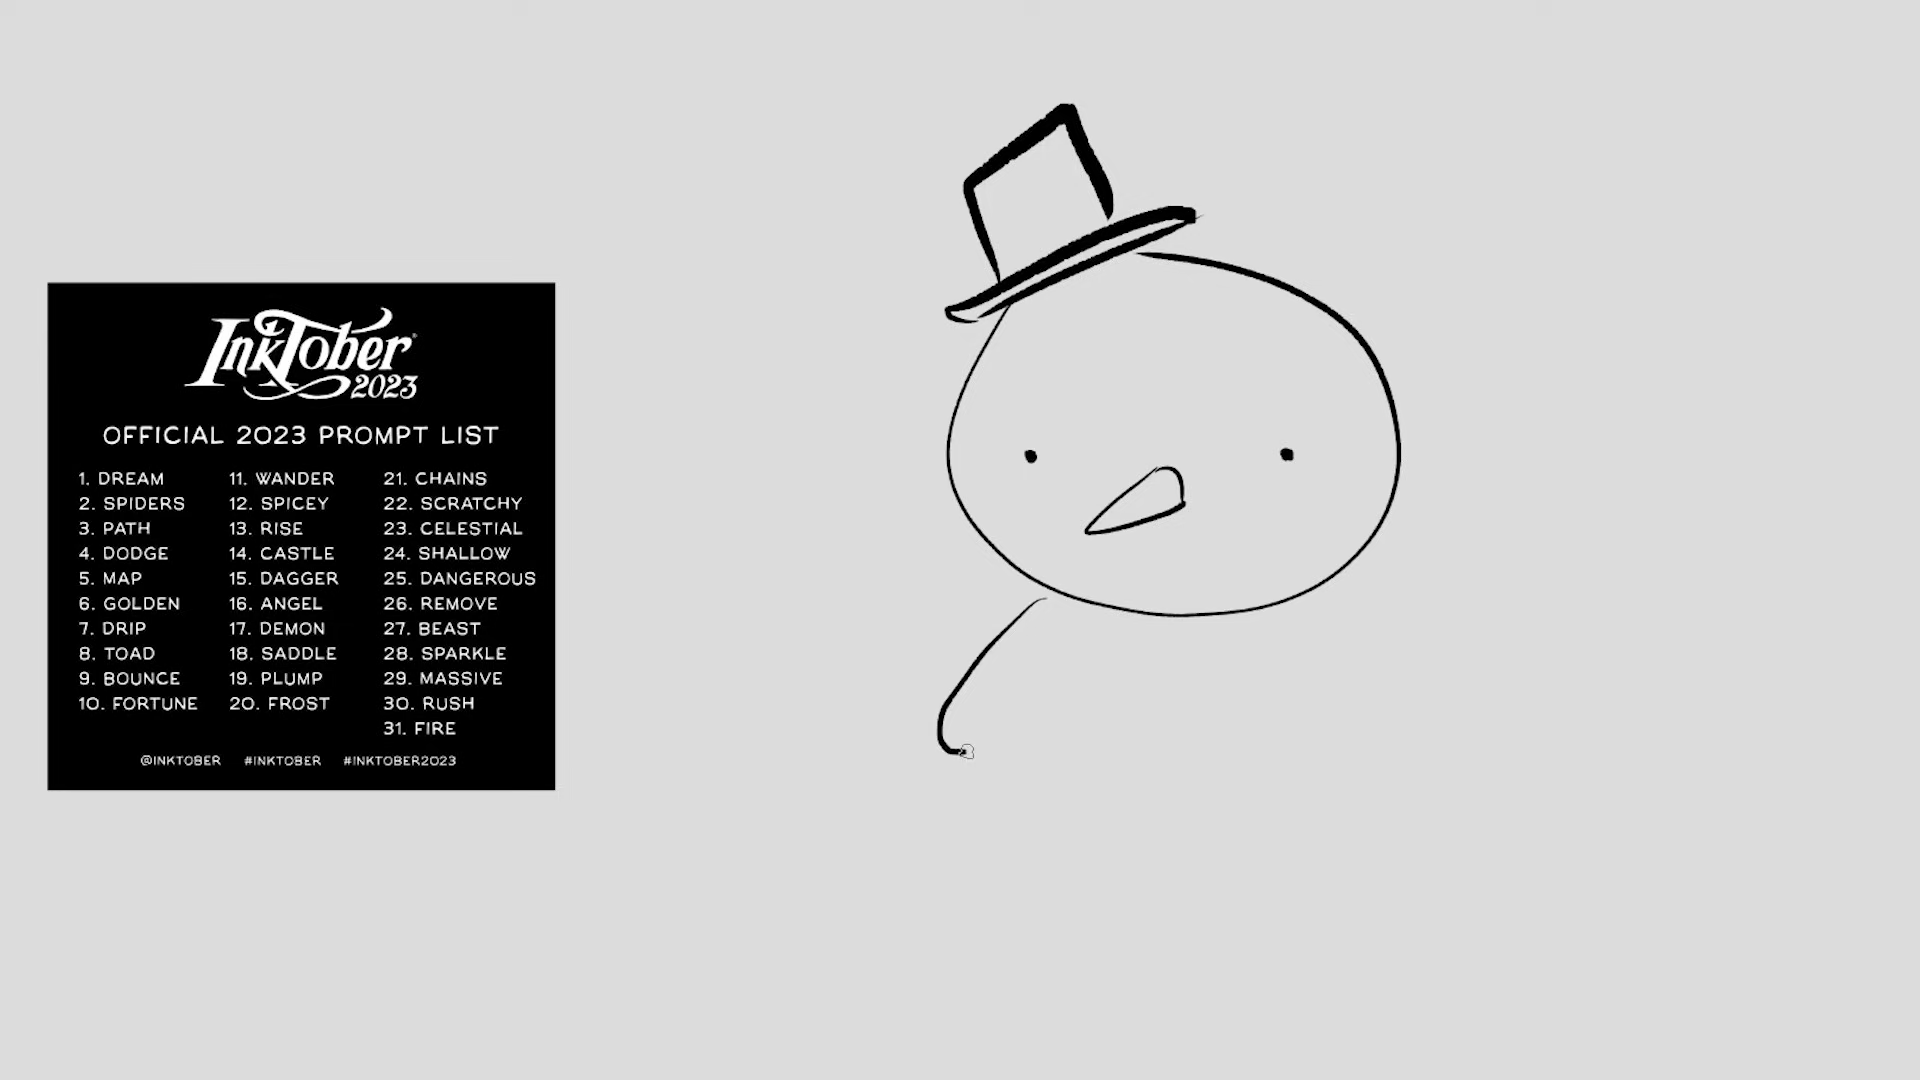 InkTober
2023
OFFICIAL 2023 PROMPT LIST
1. DREAM
2. SPIDERS
3. PATH
4. DODGE
5. MAP
6. GOLDEN
7. DRIP
8. TOAD
9. BOUNCE
10. FORTUNE
11. WANDER
12. SPICEY
13. RISE
14. CASTLE
15. DAGGER
16. ANGEL
17. DEMON
18. SADDLE
19. PLUMP
20. FROST
21. CHAINS
22. SCRATCHY
23. CELESTIAL
24. SHALLOW
25. DANGEROUS
26. REMOVE
27. BEAST
28. SPARKLE
29. MASSIVE
30. RUSH
31. FIRE
@INKTOBER #INKTOBER #INKTOBER2023